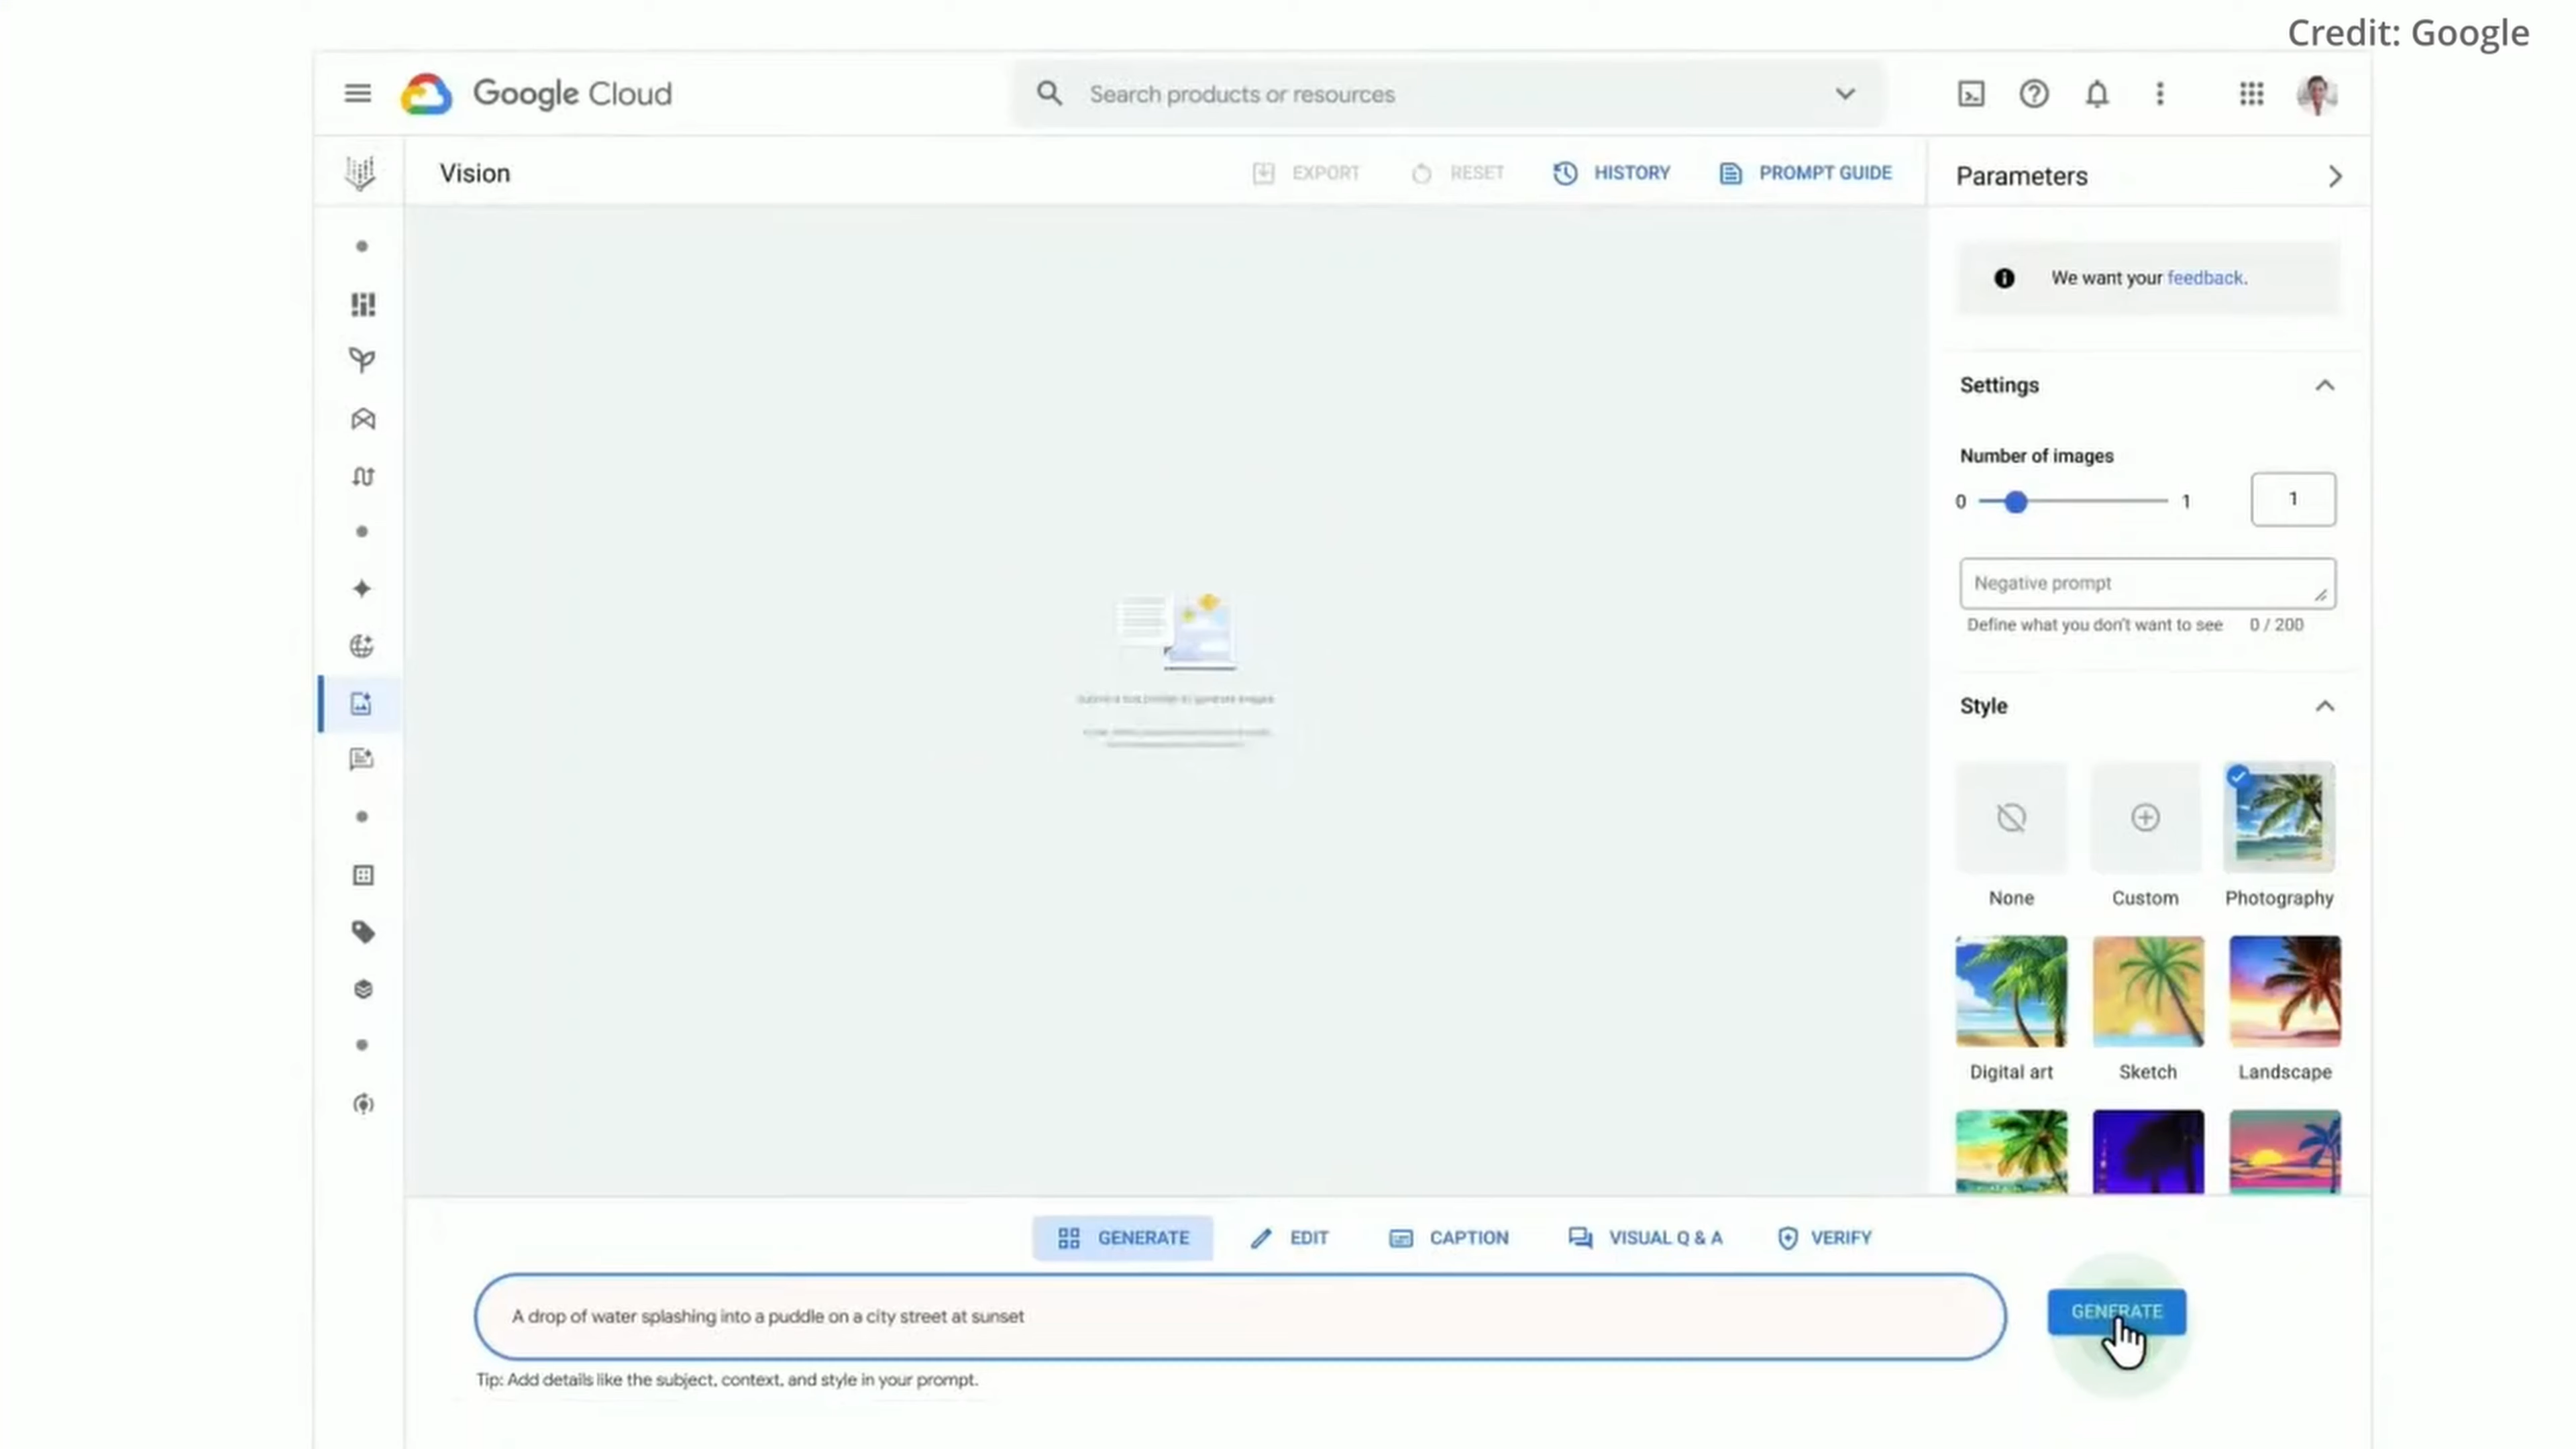 Credit: Google
Google Cloud
Search products or resources
Vision
EXPORT
RESET
HISTORY
PROMPT GUIDE
Parameters
We want your feedback.
Settings
Number of images
0
1
1
Negative prompt
Define what you don't want to see
0 / 200
Style
None
Custom
Photography
Digital art
Sketch
Landscape
GENERATE
EDIT
CAPTION
VISUAL Q & A
VERIFY
A drop of water splashing into a puddle on a city street at sunset
GENERATE
Tip: Add details like the subject, context, and style in your prompt.